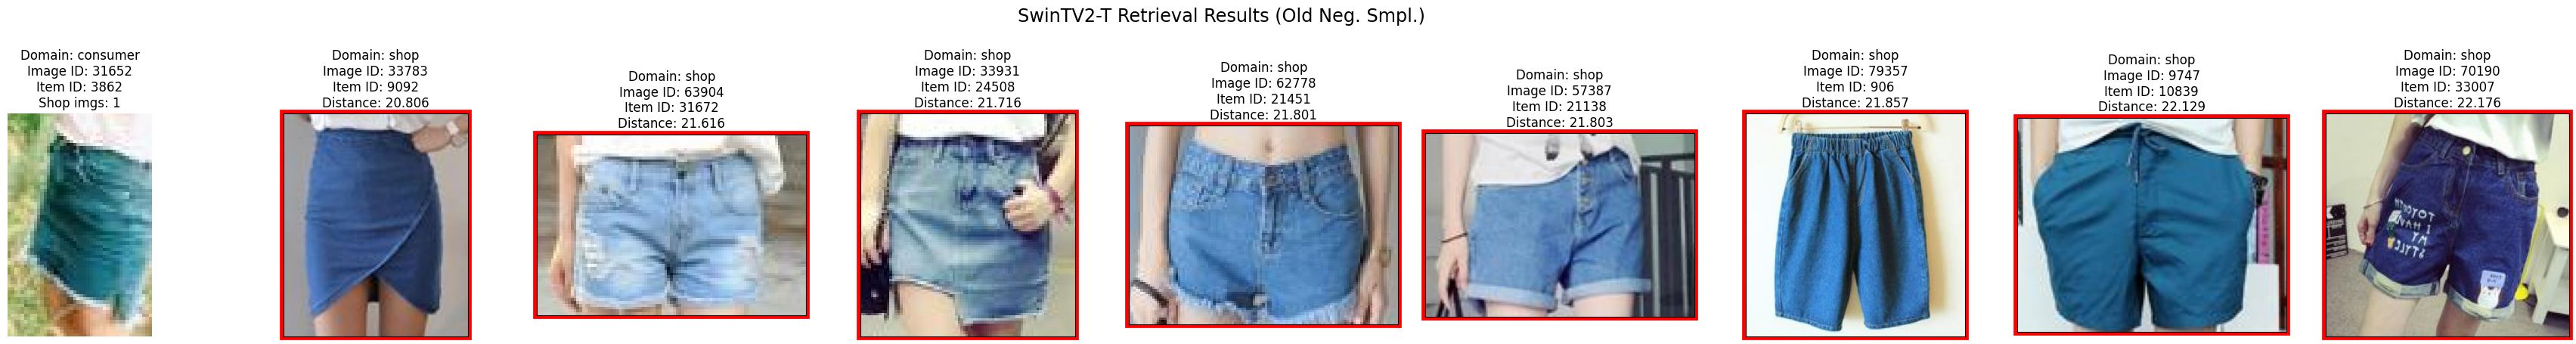 SwinTV2-T Retrieval Results (Old Neg. Smpl.)
Domain: consumer
Image ID: 31652
Item ID: 3862
Shop imgs: 1
Domain: shop
Image ID: 33783
Item ID: 9092
Distance: 20.806
Domain: shop
Image ID: 63904
Item ID: 31672
Distance: 21.616
Domain: shop
Image ID: 33931
Item ID: 24508
Distance: 21.716
Domain: shop
Image ID: 62778
Item ID: 21451
Distance: 21.801
Domain: shop
Image ID: 57387
Item ID: 21138
Distance: 21.803
Domain: shop
Image ID: 79357
Item ID: 906
Distance: 21.857
Domain: shop
Image ID: 9747
Item ID: 10839
Distance: 22.129
Domain: shop
Image ID: 70190
Item ID: 33007
Distance: 22.176